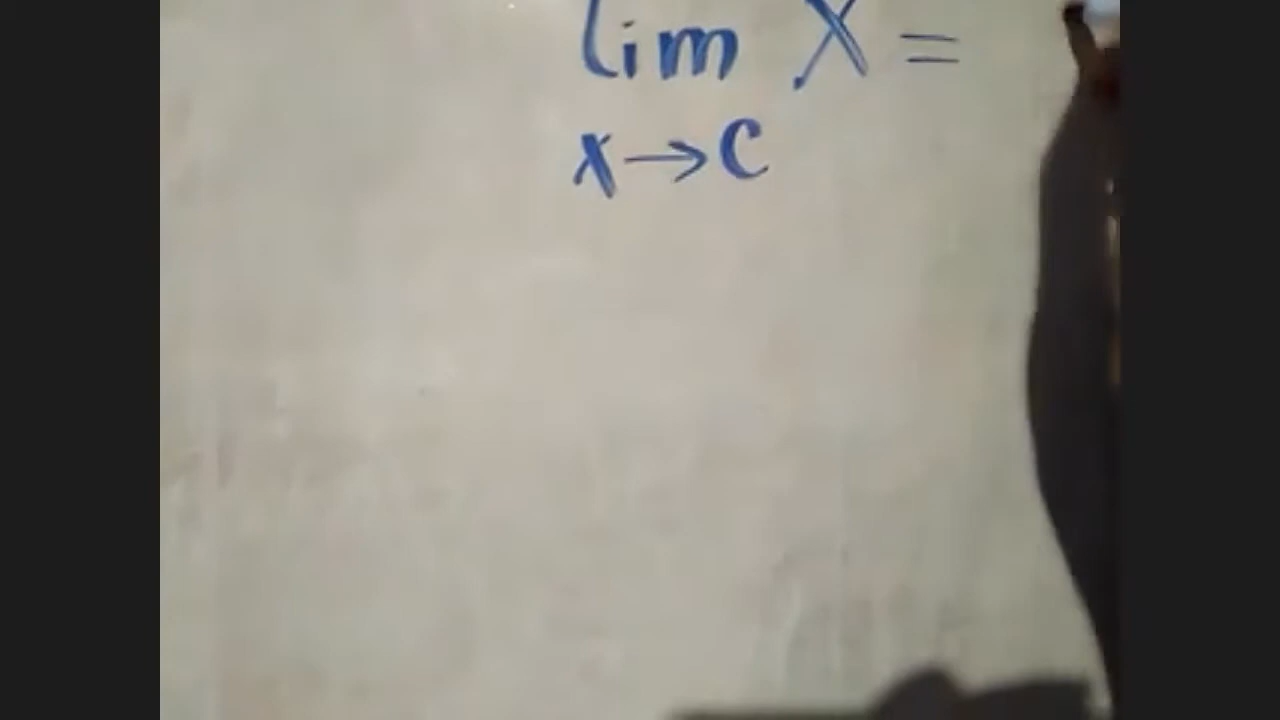 lim X =
x→c